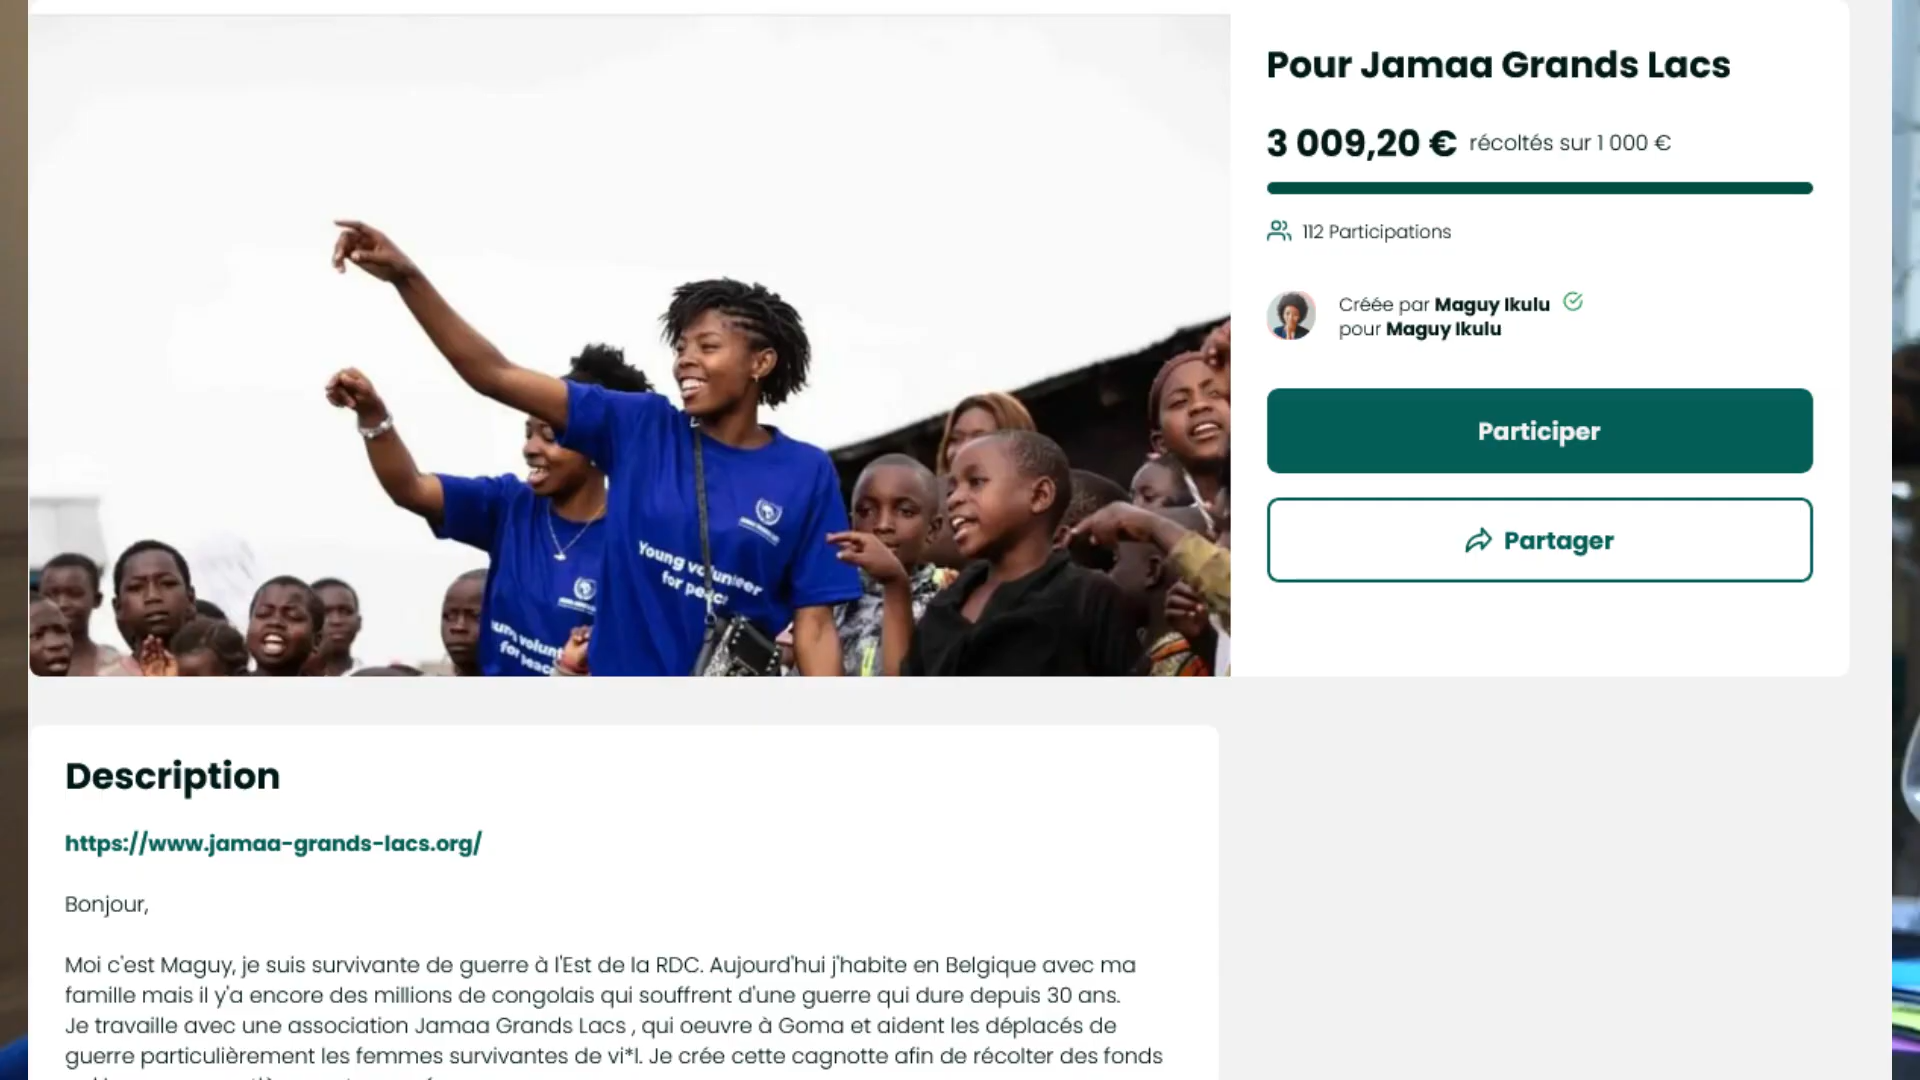 Pour Jamaa Grands Lacs
3 009,20 € récoltés sur 1 000 €
112 Participations
Créée par Maguy Ikulu
pour Maguy Ikulu
Participer
Partager
Young volunteer
for peace
volunt
for peace
Description
https://www.jamaa-grands-lacs.org/
Bonjour,
Moi c'est Maguy, je suis survivante de guerre à l'Est de la RDC. Aujourd'hui j'habite en Belgique avec ma
famille mais il y'a encore des millions de congolais qui souffrent d'une guerre qui dure depuis 30 ans.
Je travaille avec une association Jamaa Grands Lacs , qui oeuvre à Goma et aident les déplacés de
guerre particulièrement les femmes survivantes de vi*l. Je crée cette cagnotte afin de récolter des fonds